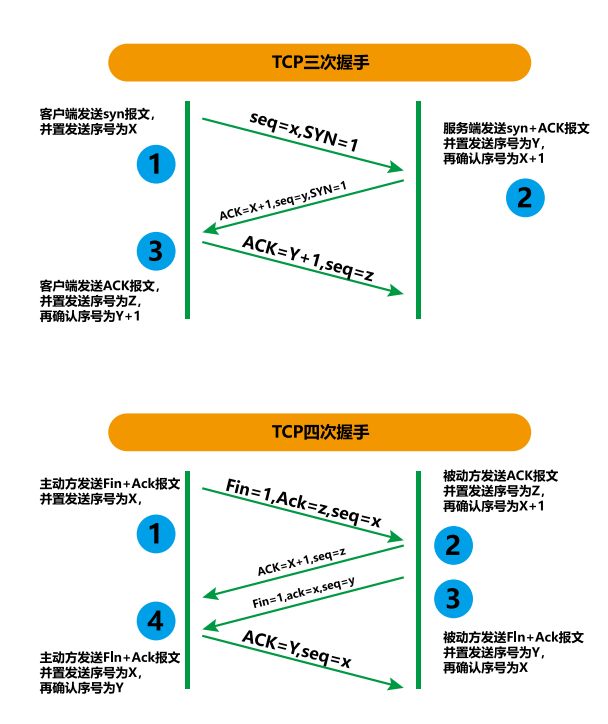 TCP三次握手
客户端发送syn报文,
并置发送序号为X
1
seq=x,SYN=1
服务端发送syn+ACK报文
并置发送序号为Y,
再确认序号为X+1
2
ACK=X+1,seq=y,SYN=1
3
ACK=Y+1,seq=z
客户端发送ACK报文,
并置发送序号为Z,
再确认序号为Y+1
TCP四次握手
主动方发送Fin+Ack报文
并置发送序号为X,
1
Fin=1,Ack=z,seq=x
被动方发送ACK报文
并置发送序号为Z,
再确认序号为X+1
2
ACK=X+1,seq=z
3
Fin=1,ack=x,seq=y
4
ACK=Y,seq=x
被动方发送Fln+Ack报文
并置发送序号为Y,
再确认序号为X
主动方发送Fln+Ack报文
并置发送序号为X,
再确认序号为Y